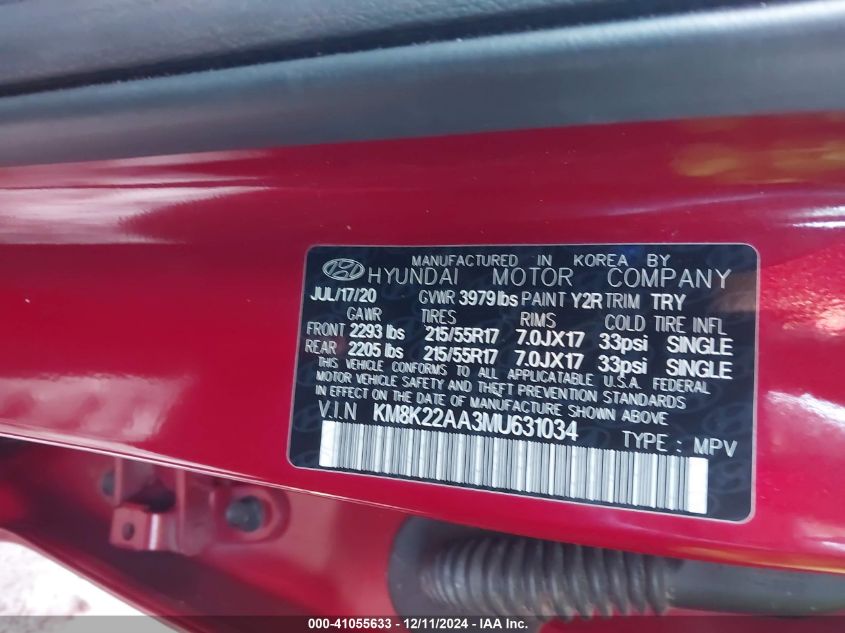 MANUFACTURED IN KOREA BY
HYUNDAI MOTOR COMPANY
JUL/17/20 GVWR 3979lbs PAINT Y2R TRIM TRY
GAWR TIRES RIMS COLD TIRE INFL
FRONT 2293 lbs 215/55R17 7.0JX17 33psi SINGLE
REAR 2205 lbs 215/55R17 7.0JX17 33psi SINGLE
THIS VEHICLE CONFORMS TO ALL APPLICABLE U.S.A. FEDERAL
MOTOR VEHICLE SAFETY AND THEFT PREVENTION STANDARDS
IN EFFECT ON THE DATE OF MANUFACTURE SHOWN ABOVE
V.I.N KM8K22AA3MU631034
TYPE : MPV
000-41055633 - 12/11/2024 - IAA Inc.